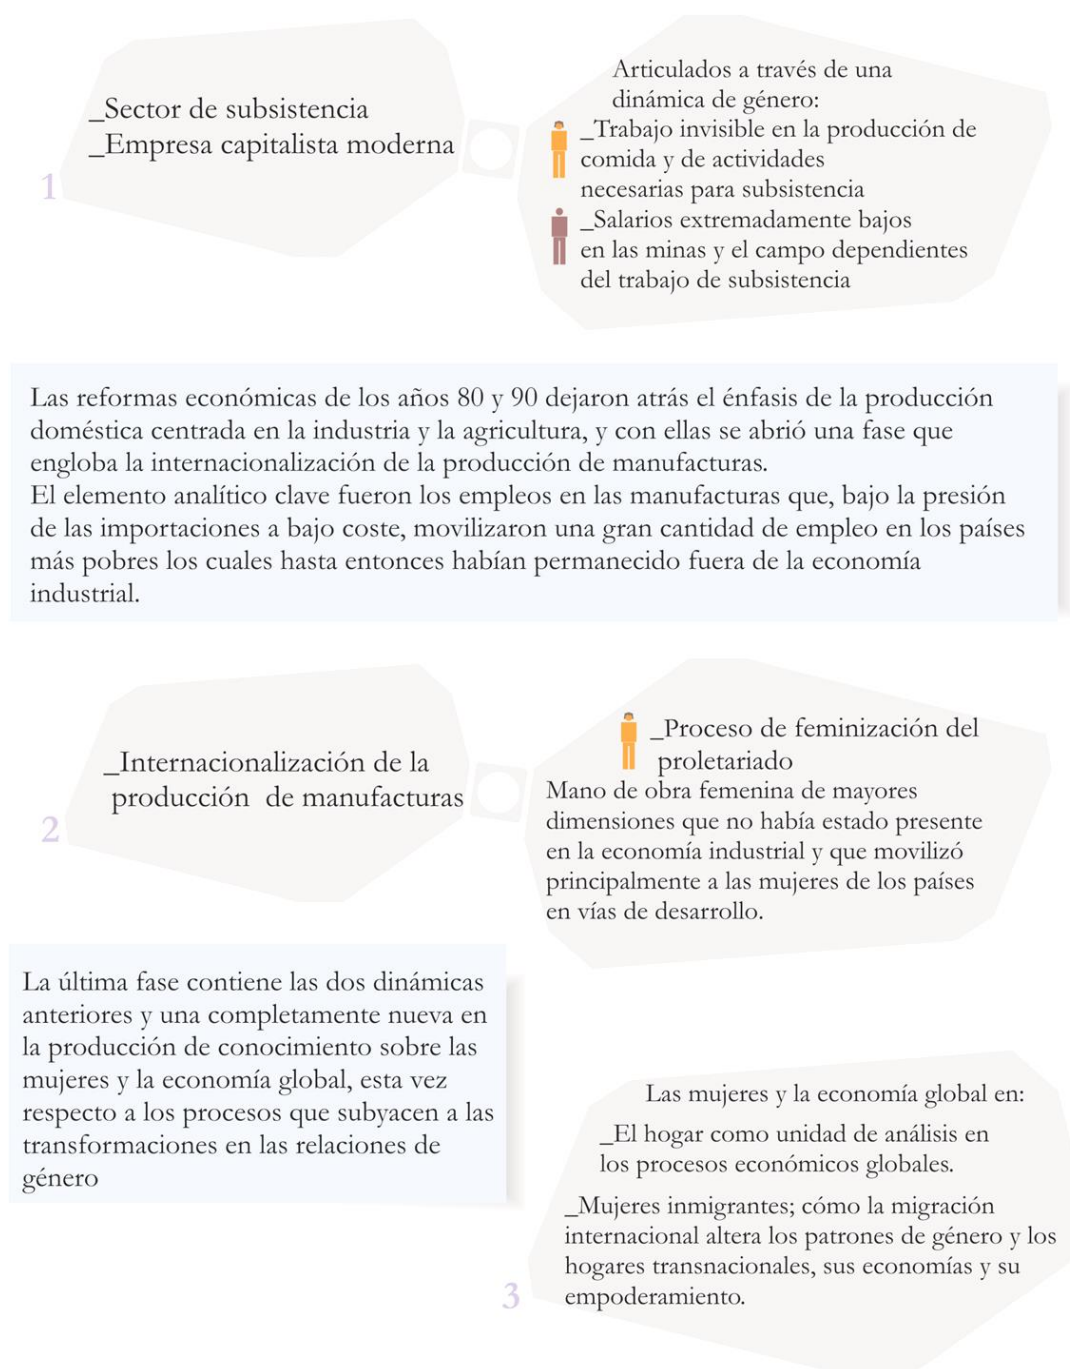 _Sector de subsistencia
_Empresa capitalista moderna
1
Articulados a través de una
dinámica de género:
_Trabajo invisible en la producción de
comida y de actividades
necesarias para subsistencia
_Salarios extremadamente bajos
en las minas y el campo dependientes
del trabajo de subsistencia
Las reformas económicas de los años 80 y 90 dejaron atrás el énfasis de la producción
doméstica centrada en la industria y la agricultura, y con ellas se abrió una fase que
engloba la internacionalización de la producción de manufacturas.
El elemento analítico clave fueron los empleos en las manufacturas que, bajo la presión
de las importaciones a bajo coste, movilizaron una gran cantidad de empleo en los países
más pobres los cuales hasta entonces habían permanecido fuera de la economía
industrial.
_Internacionalización de la
producción de manufacturas
2
_Proceso de feminización del
proletariado
Mano de obra femenina de mayores
dimensiones que no había estado presente
en la economía industrial y que movilizó
principalmente a las mujeres de los países
en vías de desarrollo.
La última fase contiene las dos dinámicas
anteriores y una completamente nueva en
la producción de conocimiento sobre las
mujeres y la economía global, esta vez
respecto a los procesos que subyacen a las
transformaciones en las relaciones de
género
Las mujeres y la economía global en:
_El hogar como unidad de análisis en
los procesos económicos globales.
_Mujeres inmigrantes; cómo la migración
internacional altera los patrones de género y los
hogares transnacionales, sus economías y su
empoderamiento.
3